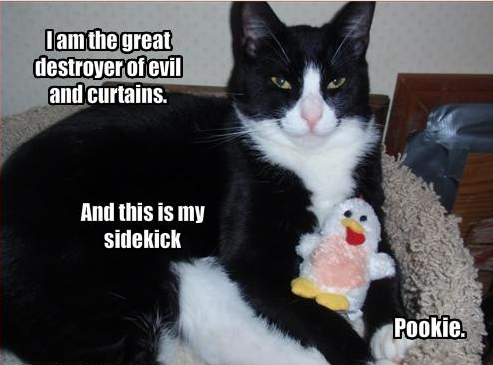 I am the great
destroyer of evil
and curtains.
And this is my
sidekick
Pookie.